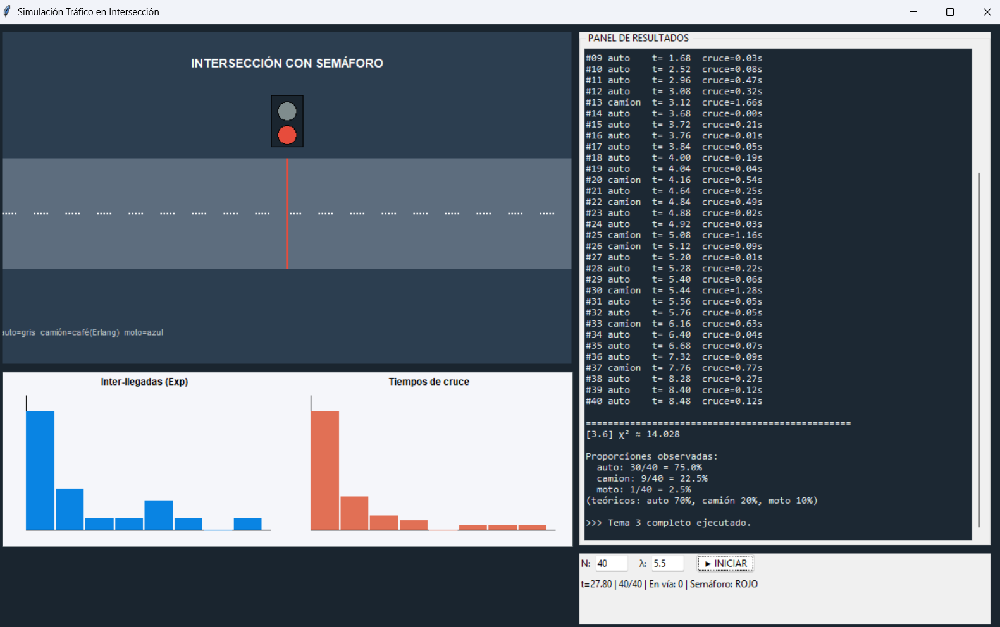 Simulación Tráfico en Intersección
INTERSECCIÓN CON SEMÁFORO
auto=gris camión=café(Erlang) moto=azul
Inter-llegadas (Exp)
Tiempos de cruce
PANEL DE RESULTADOS
#09 auto    t= 1.68  cruce=0.03s
#10 auto    t= 2.52  cruce=0.08s
#11 auto    t= 2.96  cruce=0.47s
#12 auto    t= 3.08  cruce=0.32s
#13 camion  t= 3.12  cruce=1.66s
#14 auto    t= 3.68  cruce=0.00s
#15 auto    t= 3.72  cruce=0.21s
#16 auto    t= 3.76  cruce=0.01s
#17 auto    t= 3.84  cruce=0.05s
#18 auto    t= 4.00  cruce=0.19s
#19 auto    t= 4.04  cruce=0.04s
#20 camion  t= 4.16  cruce=0.54s
#21 auto    t= 4.64  cruce=0.25s
#22 camion  t= 4.84  cruce=0.49s
#23 auto    t= 4.88  cruce=0.02s
#24 auto    t= 4.92  cruce=0.03s
#25 camion  t= 5.08  cruce=1.16s
#26 camion  t= 5.12  cruce=0.09s
#27 auto    t= 5.20  cruce=0.01s
#28 auto    t= 5.28  cruce=0.22s
#29 auto    t= 5.40  cruce=0.06s
#30 camion  t= 5.44  cruce=1.28s
#31 auto    t= 5.56  cruce=0.05s
#32 auto    t= 5.76  cruce=0.05s
#33 camion  t= 6.16  cruce=0.63s
#34 auto    t= 6.40  cruce=0.04s
#35 auto    t= 6.68  cruce=0.07s
#36 auto    t= 7.32  cruce=0.09s
#37 camion  t= 7.76  cruce=0.77s
#38 auto    t= 8.28  cruce=0.27s
#39 auto    t= 8.40  cruce=0.12s
#40 auto    t= 8.48  cruce=0.12s
================================================
[3.6] χ² ≈ 14.028
Proporciones observadas:
auto: 30/40 = 75.0%
camion: 9/40 = 22.5%
moto: 1/40 = 2.5%
(teóricos: auto 70%, camión 20%, moto 10%)
>>> Tema 3 completo ejecutado.
N: 40 λ: 5.5 ► INICIAR
t=27.80 | 40/40 | En vía: 0 | Semáforo: ROJO